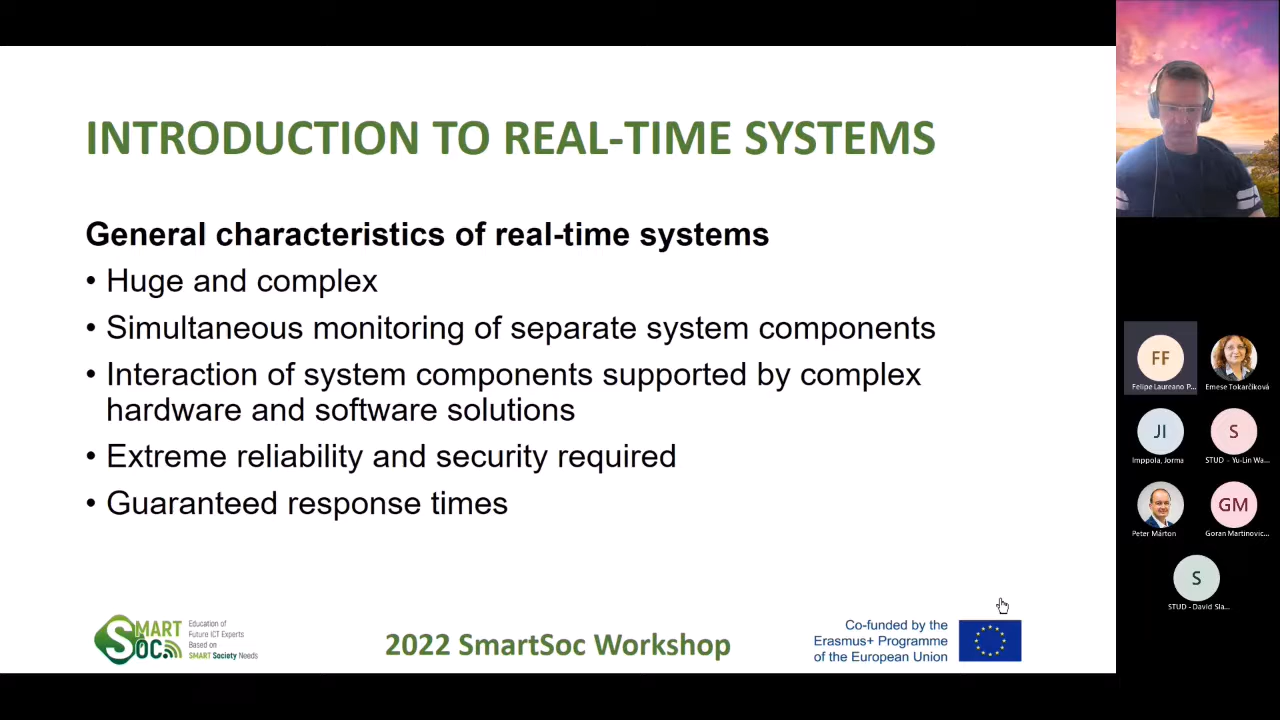 INTRODUCTION TO REAL-TIME SYSTEMS
General characteristics of real-time systems
• Huge and complex
• Simultaneous monitoring of separate system components
• Interaction of system components supported by complex
hardware and software solutions
• Extreme reliability and security required
• Guaranteed response times
SMART
SOC
Education of
Future ICT Experts
Based on
SMART Society Needs
2022 SmartSoc Workshop
Co-funded by the
Erasmus+ Programme
of the European Union
FF
Felipe Laureano P...
Emese Tokarčíková
JI
Imppola, Jorma
S
STUD - Yu-Lin Wa...
Peter Márton
GM
Goran Martinovic...
S
STUD - David Sla...